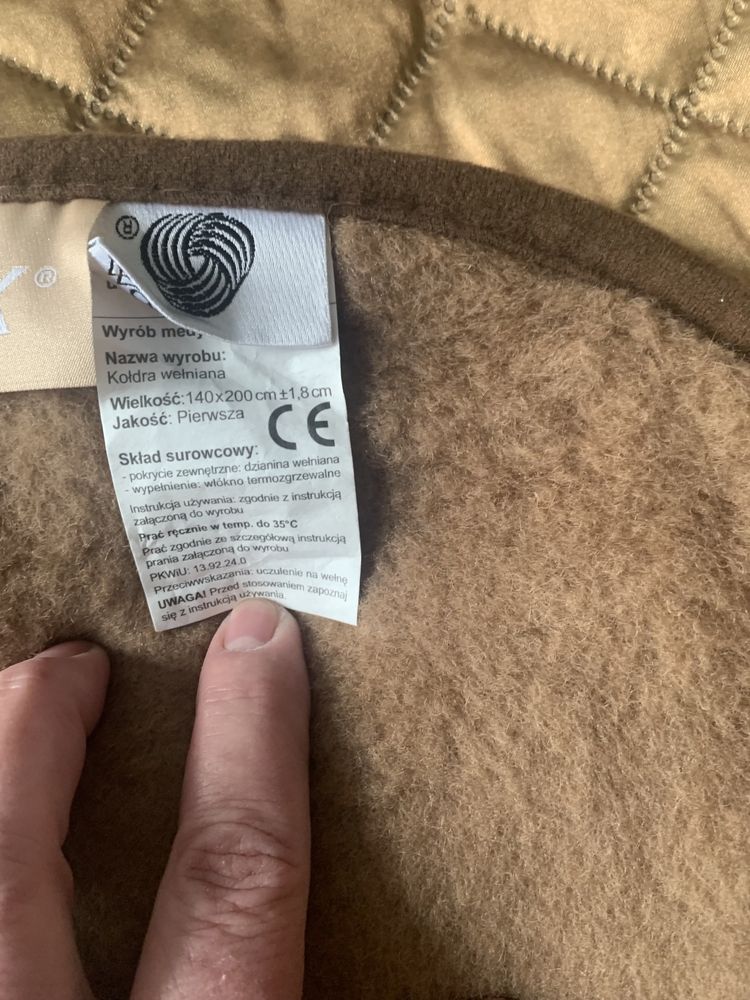 ®
®
Wyrób
Nazwa wyrobu:
Kołdra wełniana
Wielkość: 140x200 cm ±1,8 cm
Jakość: Pierwsza
CE
Skład surowcowy:
- pokrycie zewnętrzne: dzianina wełniana
- wypełnienie: włókno termozgrzewalne
Instrukcja używania: zgodnie z instrukcją
załączoną do wyrobu
Prać ręcznie w temp. do 35°C
Prać zgodnie ze szczegółową instrukcją
prania załączoną do wyrobu
PKWiU: 13.92.24.0
Przeciwwskazania: uczulenie na wełnę
UWAGA! Przed stosowaniem zapoznaj
się z instrukcją używania.